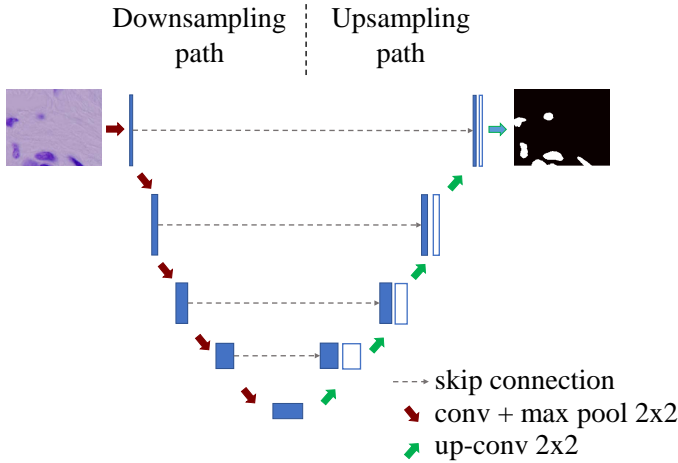 Downsampling
path
Upsampling
path
skip connection
conv + max pool 2x2
up-conv 2x2